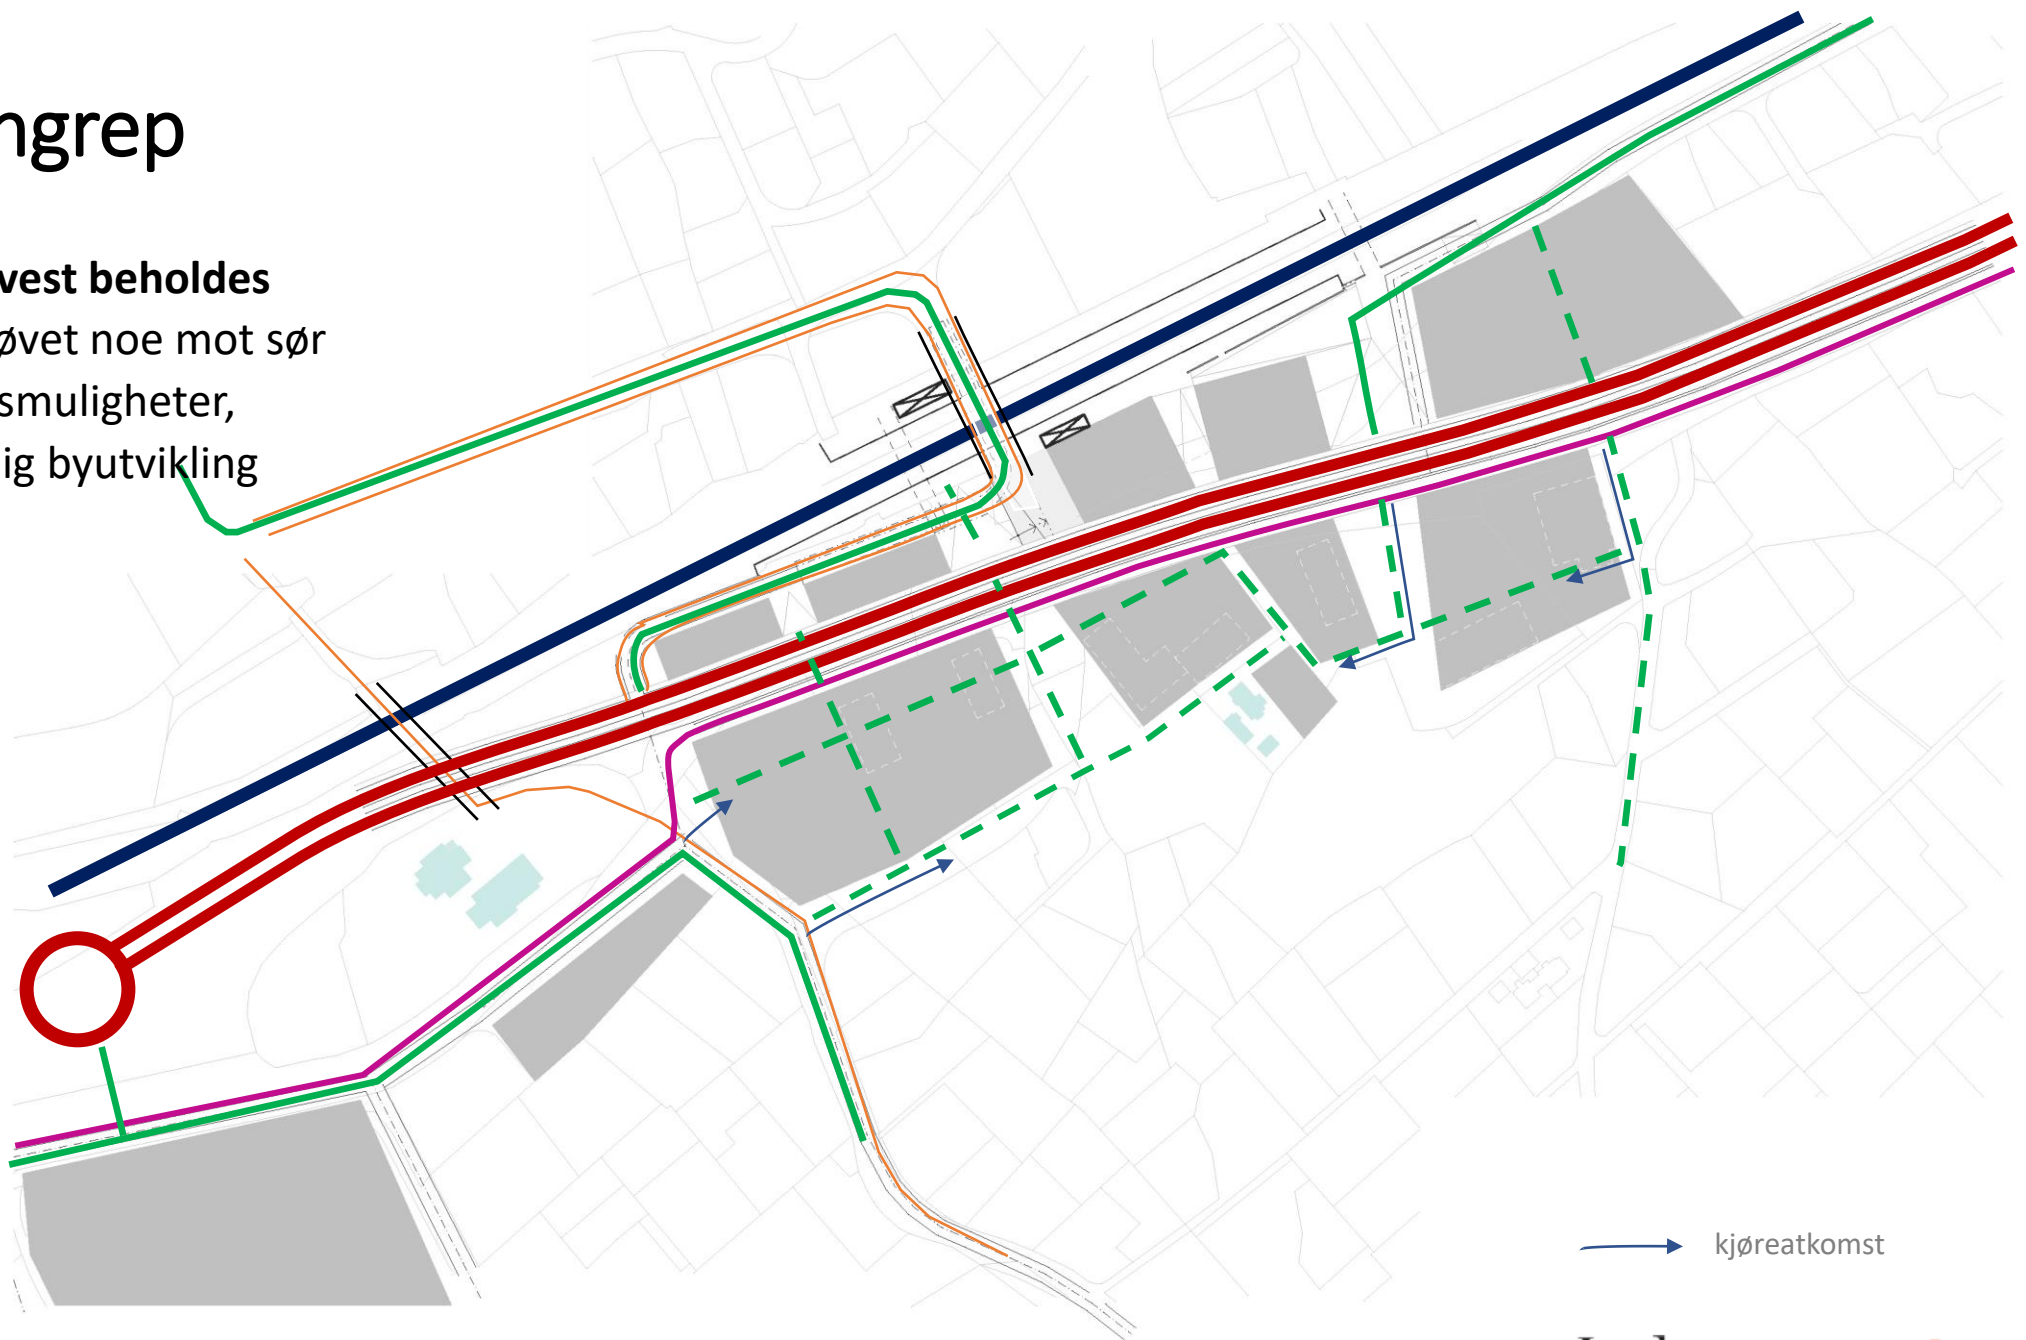 ngrep
vest beholdes
øvet noe mot sør
smuligheter,
ig byutvikling
kjøreatkomst